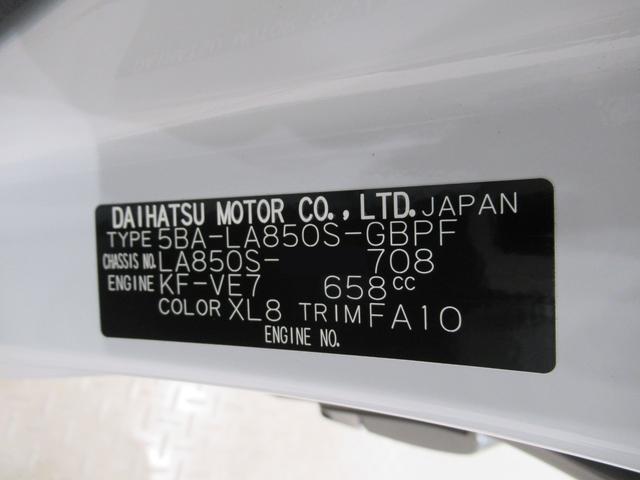 DAIHATSU MOTOR CO., LTD. JAPAN
TYPE 5BA-LA850S-GBPF
CHASSIS NO. LA850S- 708
ENGINE KF-VE7 658cc
COLOR XL8 TRIM FA10
ENGINE NO.